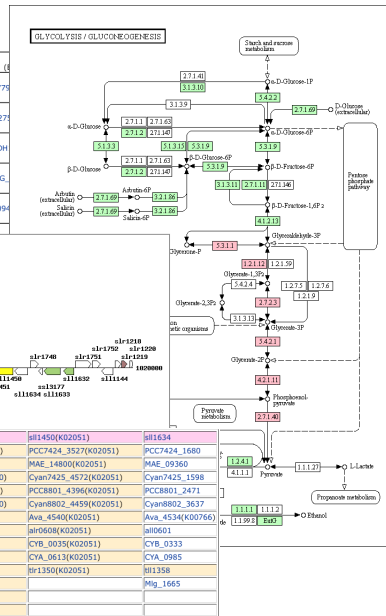 GLYCOLYSIS / GLUCONEOGENESIS
Starch and sucrose
metabolism
2.7.1.41
3.1.3.10
α-D-Glucose-1P
3.1.3.9
5.4.2.2
2.7.1.69
D-Glucose
(extracellular)
α-D-Glucose
2.7.1.1
2.7.1.63
2.7.1.2
2.7.1.147
α-D-Glucose-6P
5.1.3.3
5.1.3.15
5.3.1.9
5.3.1.9
β-D-Glucose-6P
β-D-Glucose
2.7.1.1
2.7.1.63
2.7.1.2
2.7.1.147
5.3.1.9
β-D-Fructose-6P
Pentose
phosphate
pathway
Arbutin
(extracellular)
2.7.1.69
Arbutin-6P
3.2.1.86
3.1.3.11
2.7.1.11
2.7.1.146
Salicin
(extracellular)
2.7.1.69
Salicin-6P
3.2.1.86
β-D-Fructose-1,6P2
4.1.2.13
Glyceraldehyde-3P
Glycerone-P
5.3.1.1
1.2.1.12
1.2.1.59
Glycerate-1,3P2
5.4.2.4
1.2.7.5
1.2.7.6
1.2.1.9
Glycerate-2,3P2
2.7.2.3
3.1.3.13
Glycerate-3P
5.4.2.1
Glycerate-2P
4.2.1.11
Phosphoenol-
pyruvate
Pyruvate
metabolism
2.7.1.40
1.2.4.1
4.1.1.1
Pyruvate
1.1.1.27
L-Lactate
Propanoate metabolism
1.1.1.1
1.1.1.2
1.1.99.8
EutG
Ethanol
slr1218
slr1752
slr1220
slr1748
slr1751
slr1219
1020000
sll1450
ssl3177
sll1632
sll1144
sll1634
sll1633
sll1450(K02051)
sll1634
PCC7424_3527(K02051)
PCC7424_1680
MAE_14800(K02051)
MAE_09360
Cyan7425_4572(K02051)
Cyan7425_1598
PCC8801_4396(K02051)
PCC8801_2471
Cyan8802_4459(K02051)
Cyan8802_3637
Ava_4540(K02051)
Ava_4534(K00766)
alr0608(K02051)
all0601
CYB_0035(K02051)
CYB_0333
CYA_0613(K02051)
CYA_0985
tlr1350(K02051)
tll1358
Mlg_1665